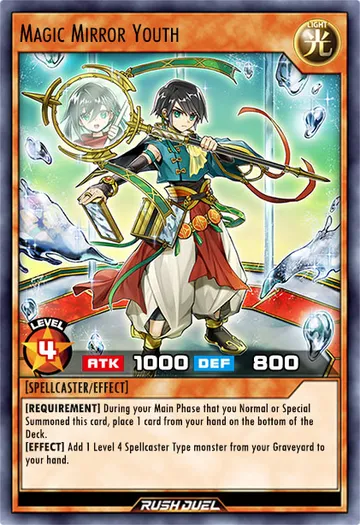 Magic Mirror Youth
LIGHT
光
LEVEL
4
ATK 1000 DEF 800
[SPELLCASTER/EFFECT]
[REQUIREMENT] During your Main Phase that you Normal or Special
Summoned this card, place 1 card from your hand on the bottom of the
Deck.
[EFFECT] Add 1 Level 4 Spellcaster Type monster from your Graveyard to
your hand.
RUSH DUEL